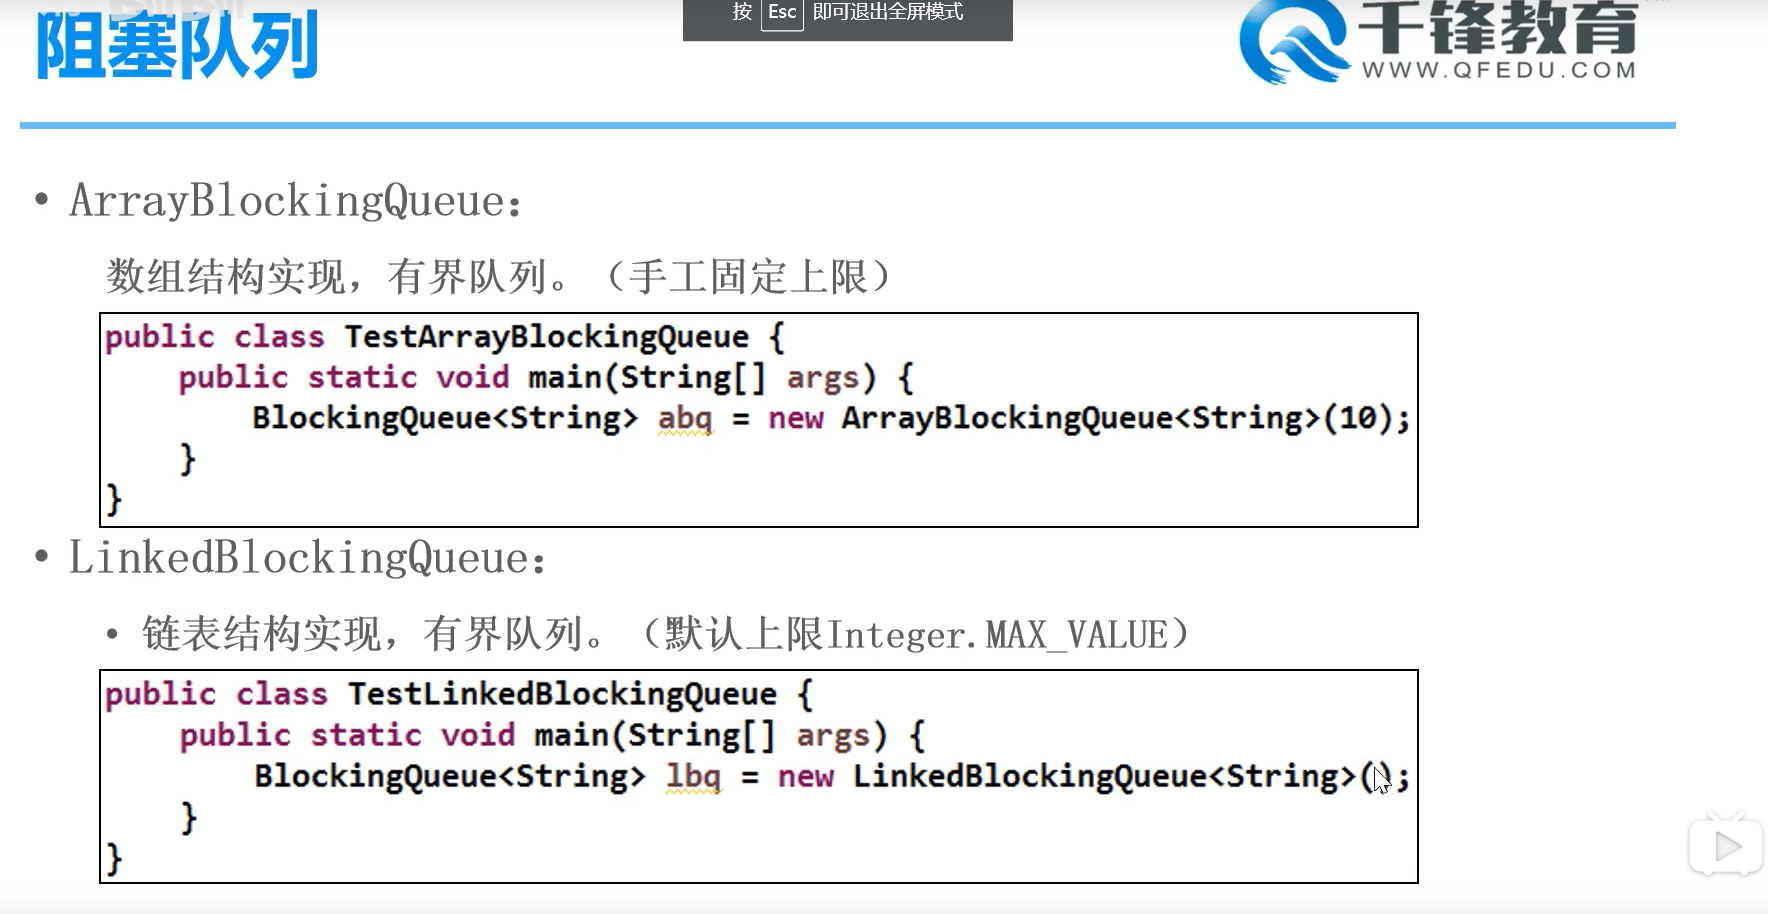 按 Esc 即可退出全屏模式
阻塞队列
千锋教育
WWW.QFEDU.COM
• ArrayBlockingQueue：
数组结构实现，有界队列。（手工固定上限）
public class TestArrayBlockingQueue {
public static void main(String[] args) {
BlockingQueue<String> abq = new ArrayBlockingQueue<String>(10);
}
}
• LinkedBlockingQueue：
• 链表结构实现，有界队列。（默认上限Integer.MAX_VALUE）
public class TestLinkedBlockingQueue {
public static void main(String[] args) {
BlockingQueue<String> lbq = new LinkedBlockingQueue<String>();
}
}